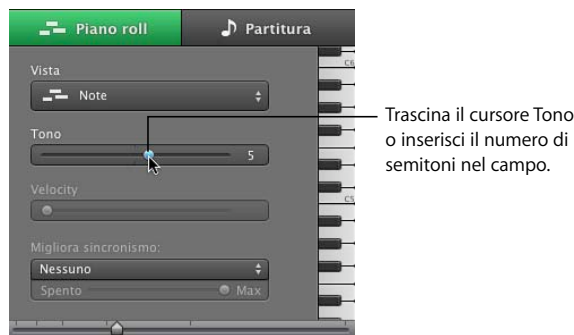 Piano roll
Partitura
Vista
Note
C6
Tono
5
Trascina il cursore Tono
o inserisci il numero di
semitoni nel campo.
Velocity
C5
Migliora sincronismo:
Nessuno
Spento
Max